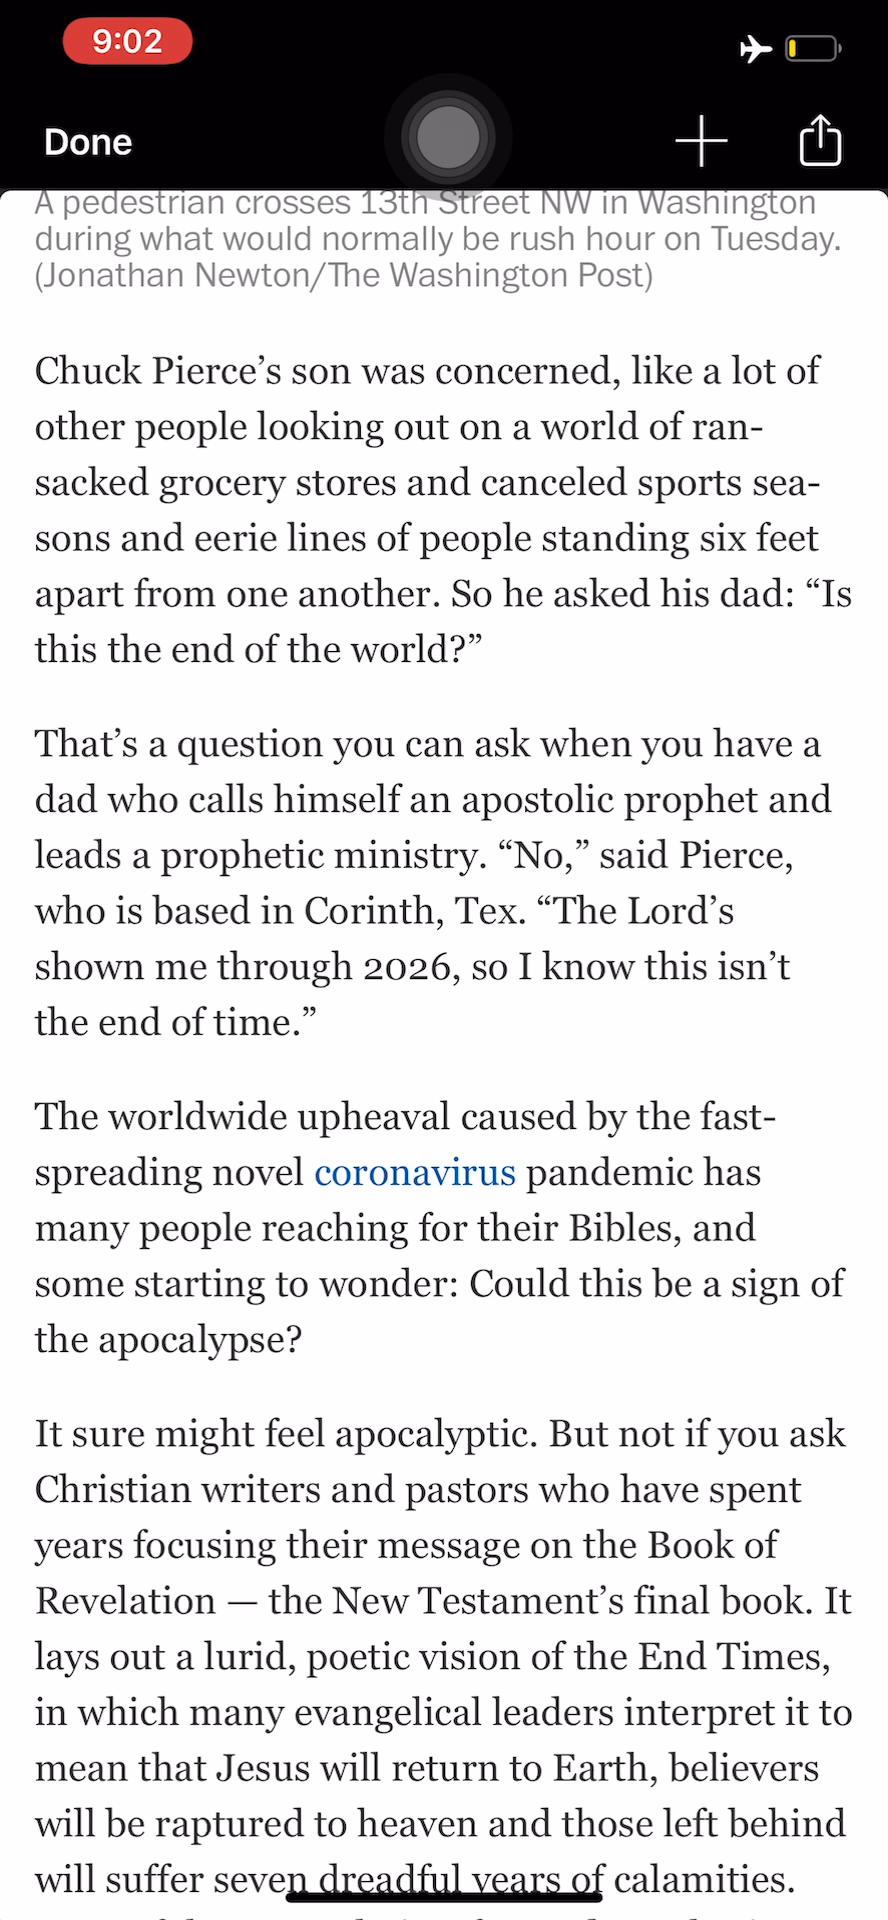 9:02
Done
A pedestrian crosses 13th Street NW in Washington
during what would normally be rush hour on Tuesday.
(Jonathan Newton/The Washington Post)
Chuck Pierce’s son was concerned, like a lot of
other people looking out on a world of ran-
sacked grocery stores and canceled sports sea-
sons and eerie lines of people standing six feet
apart from one another. So he asked his dad: “Is
this the end of the world?”
That’s a question you can ask when you have a
dad who calls himself an apostolic prophet and
leads a prophetic ministry. “No,” said Pierce,
who is based in Corinth, Tex. “The Lord’s
shown me through 2026, so I know this isn’t
the end of time.”
The worldwide upheaval caused by the fast-
spreading novel coronavirus pandemic has
many people reaching for their Bibles, and
some starting to wonder: Could this be a sign of
the apocalypse?
It sure might feel apocalyptic. But not if you ask
Christian writers and pastors who have spent
years focusing their message on the Book of
Revelation — the New Testament’s final book. It
lays out a lurid, poetic vision of the End Times,
in which many evangelical leaders interpret it to
mean that Jesus will return to Earth, believers
will be raptured to heaven and those left behind
will suffer seven dreadful years of calamities.